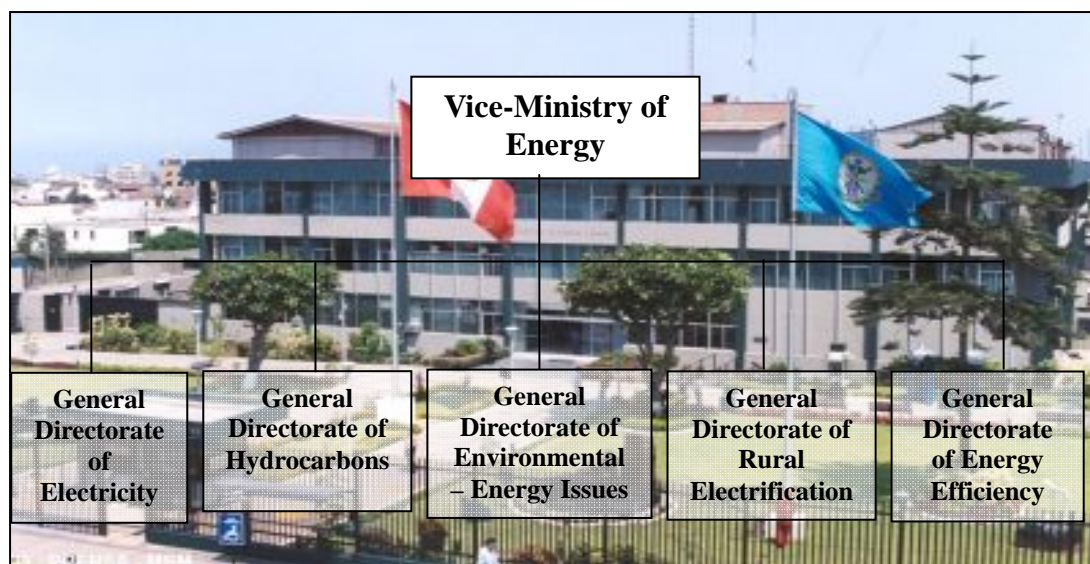 Vice-Ministry of
Energy
General
Directorate
of
Electricity
General
Directorate of
Hydrocarbons
General
Directorate of
Environmental
– Energy Issues
General
Directorate of
Rural
Electrification
General
Directorate
of Energy
Efficiency